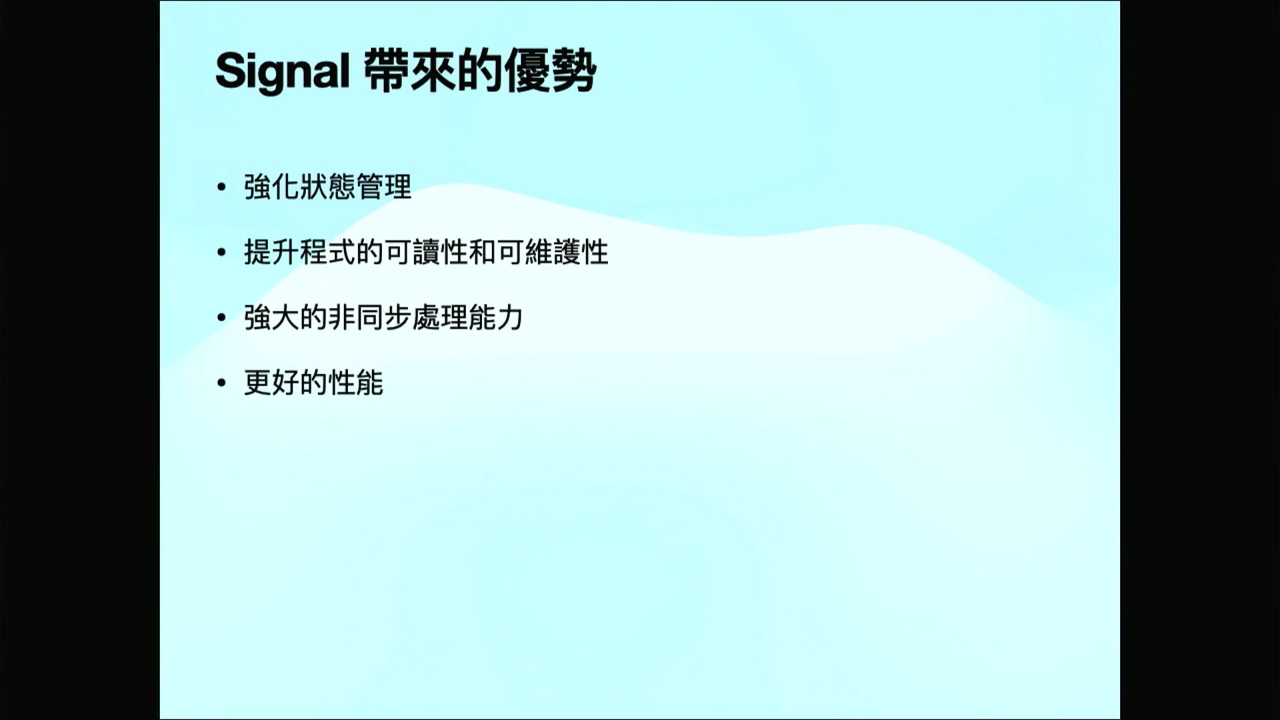 Signal 帶來的優勢
• 強化狀態管理
• 提升程式的可讀性和可維護性
• 強大的非同步處理能力
• 更好的性能